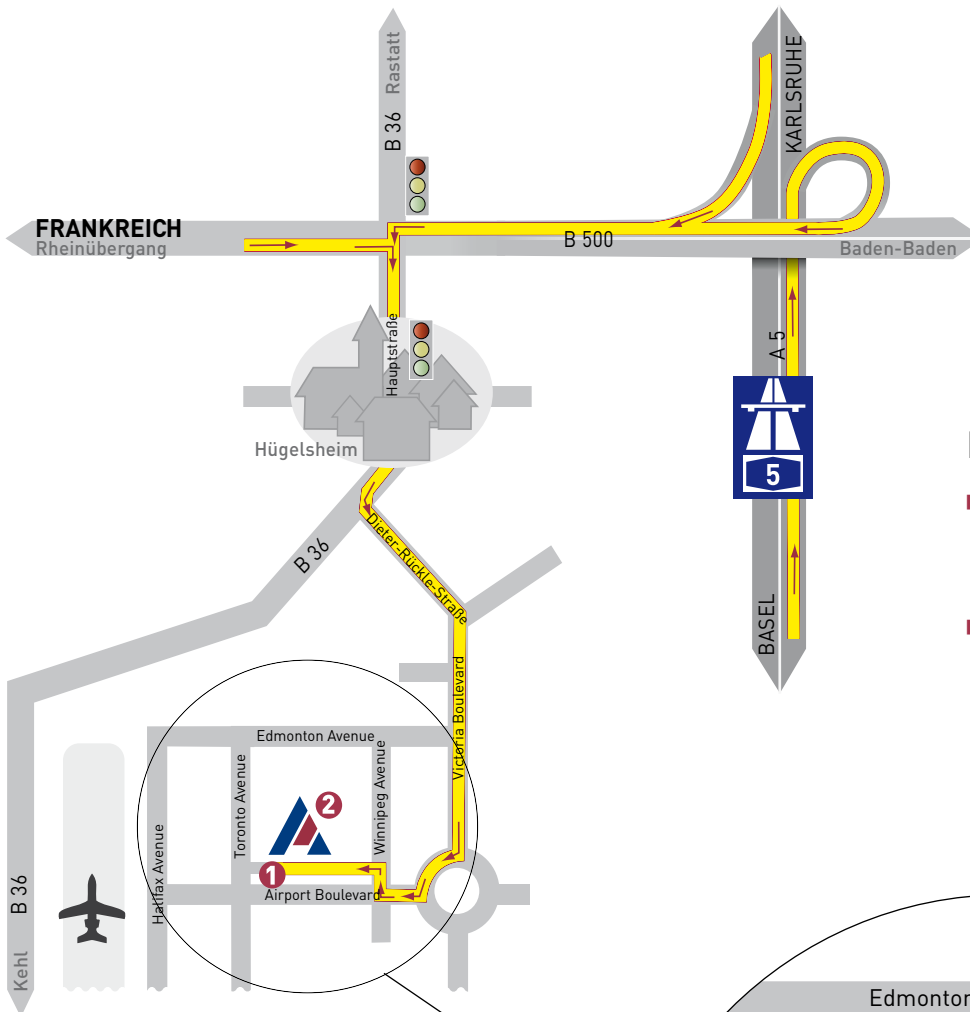 Rastatt
B 36
KARLSRUHE
FRANKREICH
Rheinübergang
B 500
Baden-Baden
Hauptstraße
A 5
5
Hügelsheim
Dieter-Rückle-Straße
B 36
BASEL
Victoria Boulevard
Edmonton Avenue
Toronto Avenue
Winnipeg Avenue
2
Halifax Avenue
1
Airport Boulevard
B 36
Kehl
Edmonton